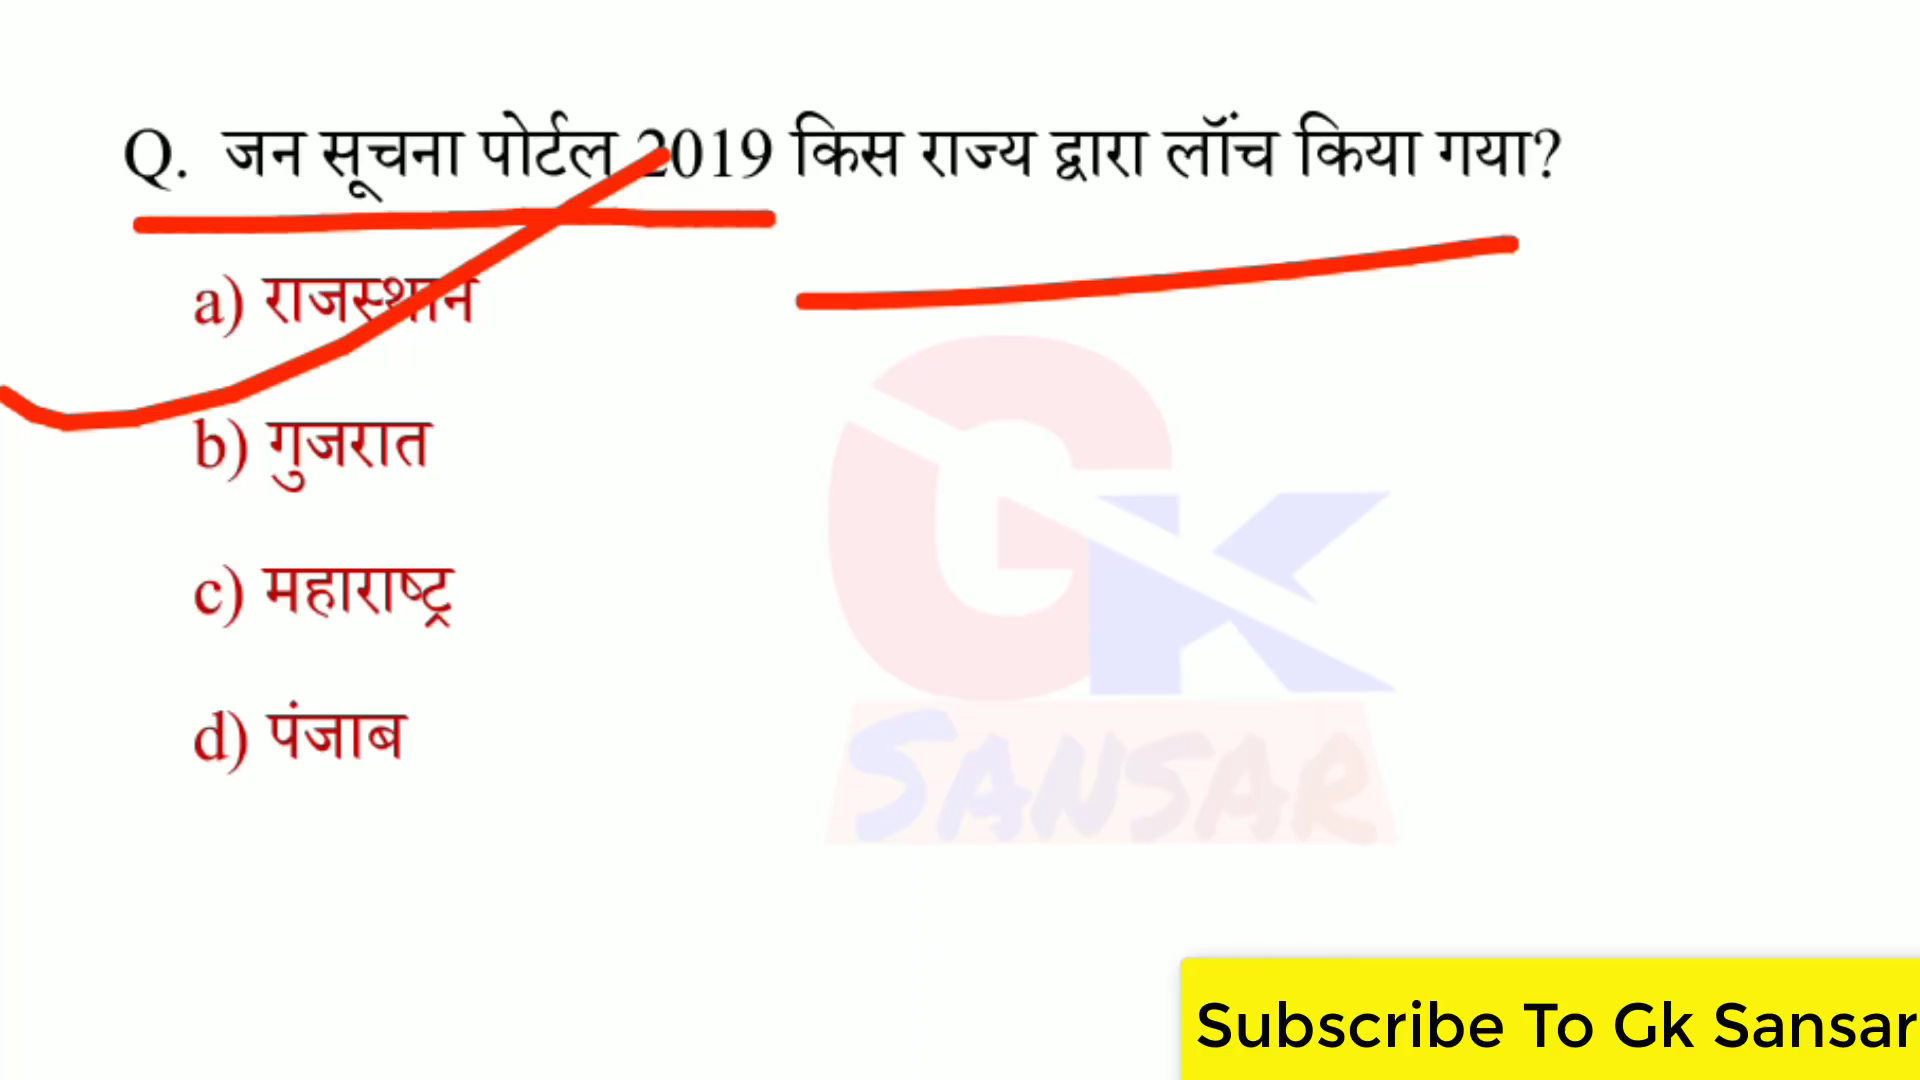 Q. जन सूचना पोर्टल 2019 किस राज्य द्वारा लॉंच किया गया?
a) राजस्थान
b) गुजरात
c) महाराष्ट्र
d) पंजाब
GK
SANSAR
Subscribe To Gk Sansar